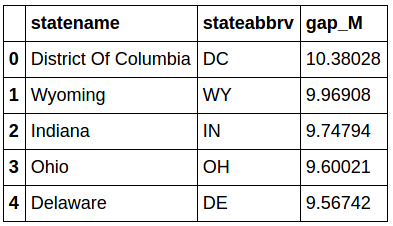 statename stateabbrv gap_M
0 District Of Columbia DC 10.38028
1 Wyoming WY 9.96908
2 Indiana IN 9.74794
3 Ohio OH 9.60021
4 Delaware DE 9.56742